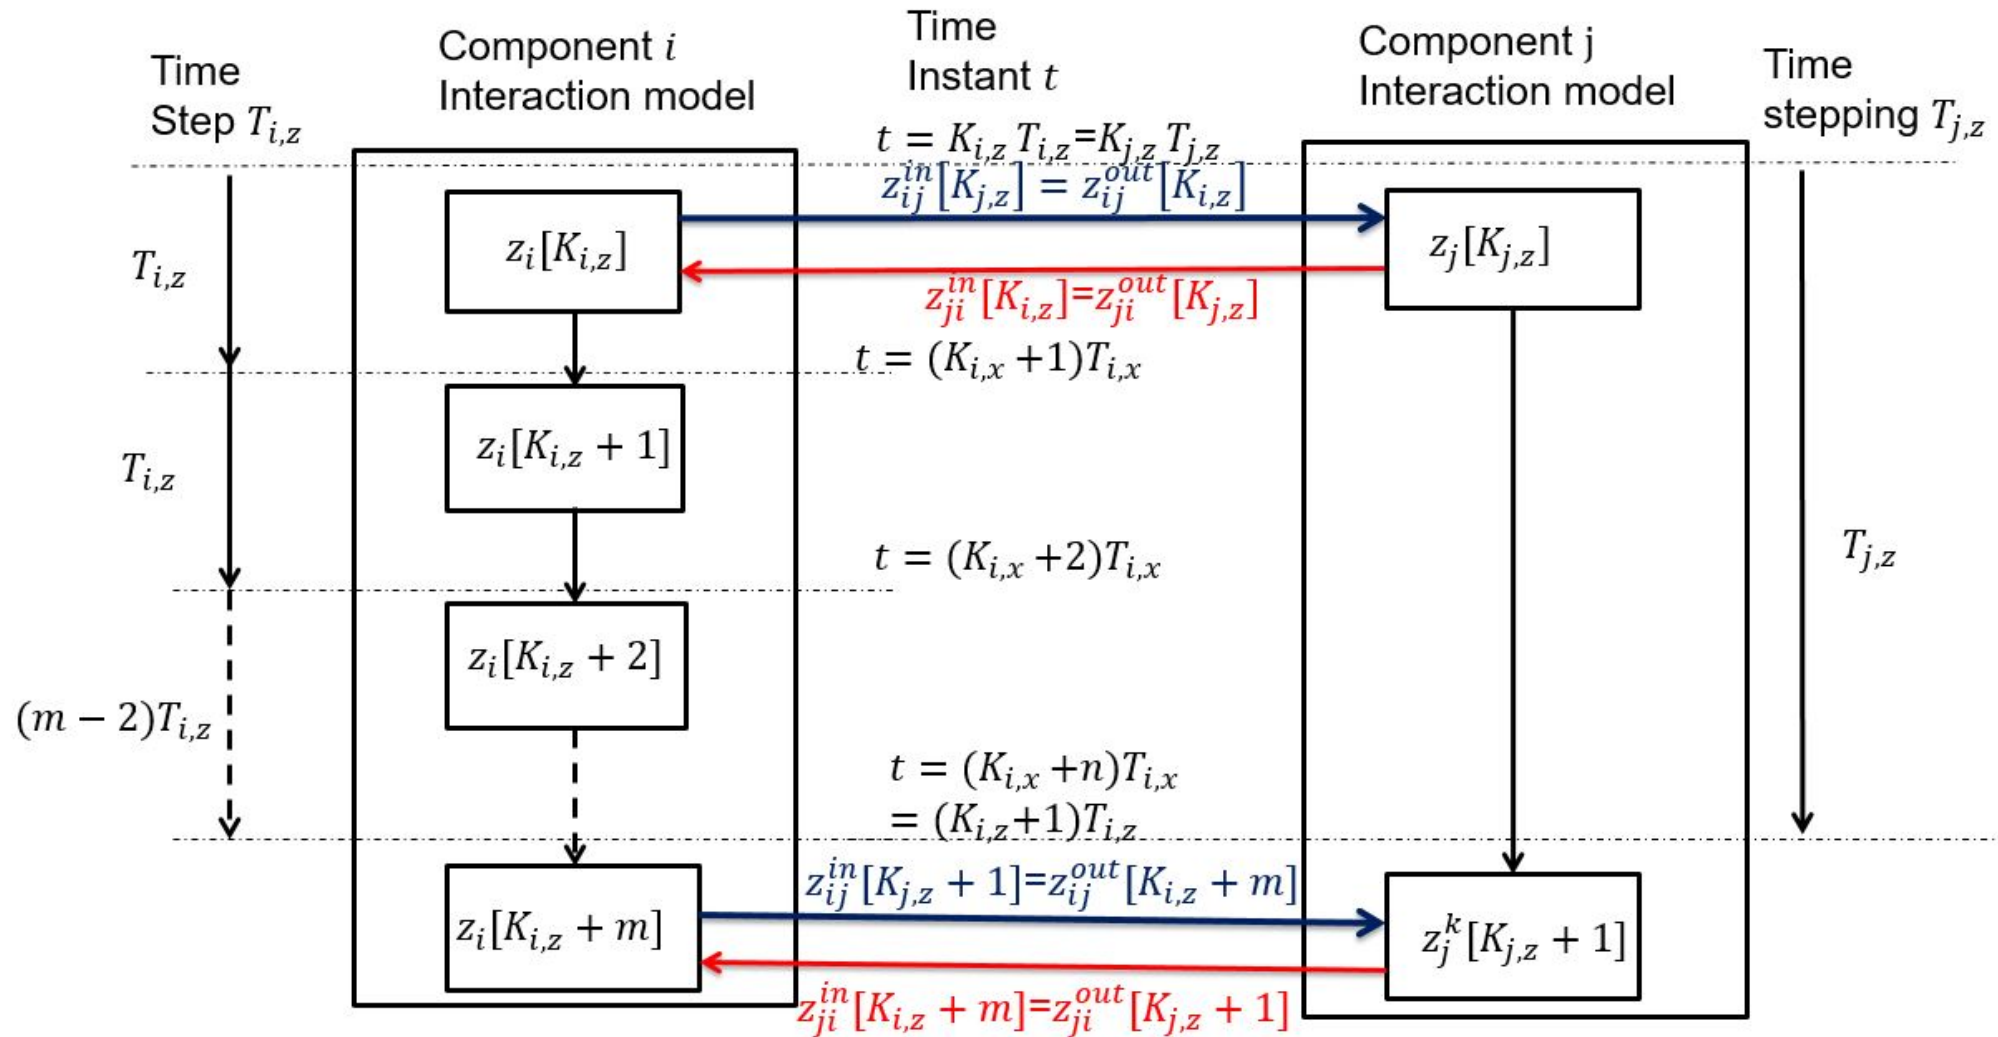 Time
Step T_{i,z}
Component i
Interaction model
Time
Instant t
Component j
Interaction model
Time
stepping T_{j,z}
t = K_{i,z} T_{i,z}=K_{j,z} T_{j,z}
z_{ij}^{in}[K_{j,z}] = z_{ij}^{out}[K_{i,z}]
z_i[K_{i,z}]
z_j[K_{j,z}]
T_{i,z}
z_{ji}^{in}[K_{i,z}]=z_{ji}^{out}[K_{j,z}]
t = (K_{i,x} +1)T_{i,x}
z_i[K_{i,z} + 1]
T_{i,z}
t = (K_{i,x} +2)T_{i,x}
T_{j,z}
z_i[K_{i,z} + 2]
(m − 2)T_{i,z}
t = (K_{i,x} +n)T_{i,x}
= (K_{i,z}+1)T_{i,z}
z_{ij}^{in}[K_{j,z} + 1]=z_{ij}^{out}[K_{i,z} + m]
z_i[K_{i,z} + m]
z_j^k[K_{j,z} + 1]
z_{ji}^{in}[K_{i,z} + m]=z_{ji}^{out}[K_{j,z} + 1]